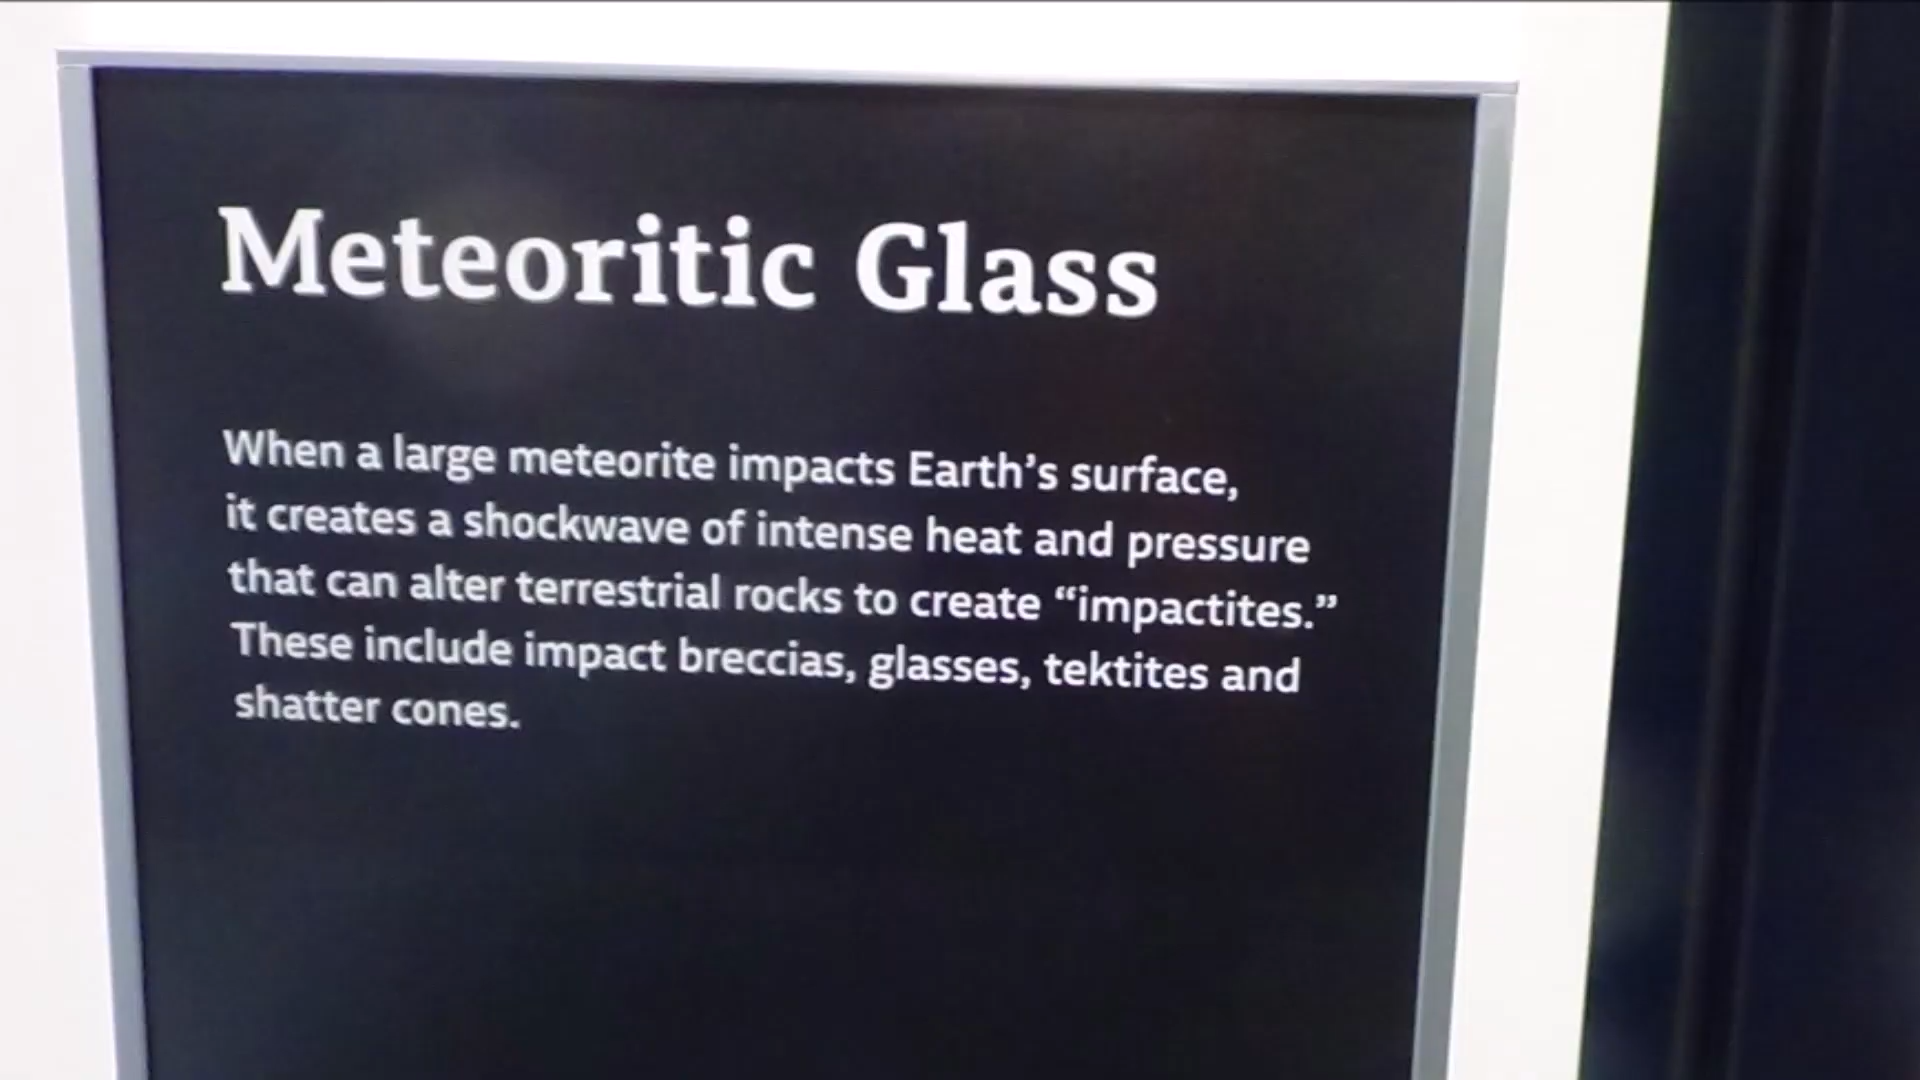 Meteoritic Glass
When a large meteorite impacts Earth’s surface,
it creates a shockwave of intense heat and pressure
that can alter terrestrial rocks to create “impactites.”
These include impact breccias, glasses, tektites and
shatter cones.